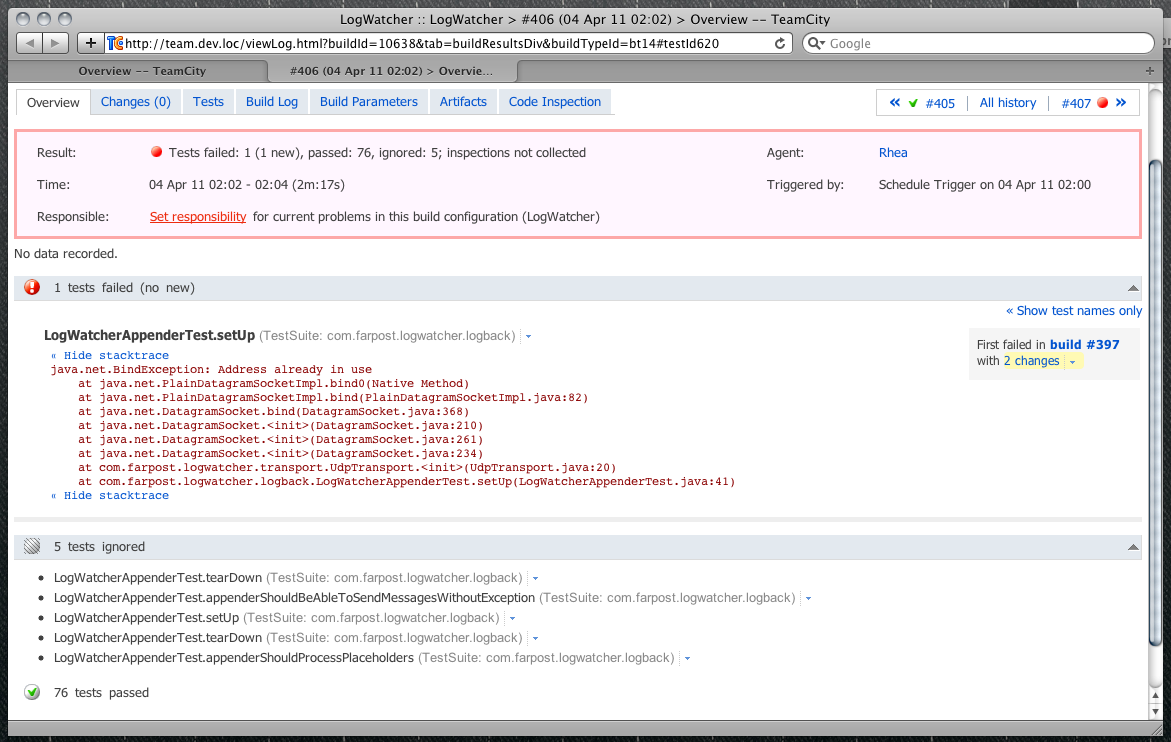 LogWatcher :: LogWatcher > #406 (04 Apr 11 02:02) > Overview -- TeamCity
http://team.dev.loc/viewLog.html?buildId=10638&tab=buildResultsDiv&buildTypeId=bt14#testId620
Google
Overview -- TeamCity
#406 (04 Apr 11 02:02) > Overvie...
Overview Changes (0) Tests Build Log Build Parameters Artifacts Code Inspection « #405 | All history | #407 »
Result: Tests failed: 1 (1 new), passed: 76, ignored: 5; inspections not collected Agent: Rhea
Time: 04 Apr 11 02:02 - 02:04 (2m:17s) Triggered by: Schedule Trigger on 04 Apr 11 02:00
Responsible: Set responsibility for current problems in this build configuration (LogWatcher)
No data recorded.
1 tests failed (no new)
« Show test names only
LogWatcherAppenderTest.setUp (TestSuite: com.farpost.logwatcher.logback)
First failed in build #397
with 2 changes
« Hide stacktrace
java.net.BindException: Address already in use
at java.net.PlainDatagramSocketImpl.bind0(Native Method)
at java.net.PlainDatagramSocketImpl.bind(PlainDatagramSocketImpl.java:82)
at java.net.DatagramSocket.bind(DatagramSocket.java:368)
at java.net.DatagramSocket.<init>(DatagramSocket.java:210)
at java.net.DatagramSocket.<init>(DatagramSocket.java:261)
at java.net.DatagramSocket.<init>(DatagramSocket.java:234)
at com.farpost.logwatcher.transport.UdpTransport.<init>(UdpTransport.java:20)
at com.farpost.logwatcher.logback.LogWatcherAppenderTest.setUp(LogWatcherAppenderTest.java:41)
« Hide stacktrace
5 tests ignored
• LogWatcherAppenderTest.tearDown (TestSuite: com.farpost.logwatcher.logback)
• LogWatcherAppenderTest.appenderShouldBeAbleToSendMessagesWithoutException (TestSuite: com.farpost.logwatcher.logback)
• LogWatcherAppenderTest.setUp (TestSuite: com.farpost.logwatcher.logback)
• LogWatcherAppenderTest.tearDown (TestSuite: com.farpost.logwatcher.logback)
• LogWatcherAppenderTest.appenderShouldProcessPlaceholders (TestSuite: com.farpost.logwatcher.logback)
76 tests passed